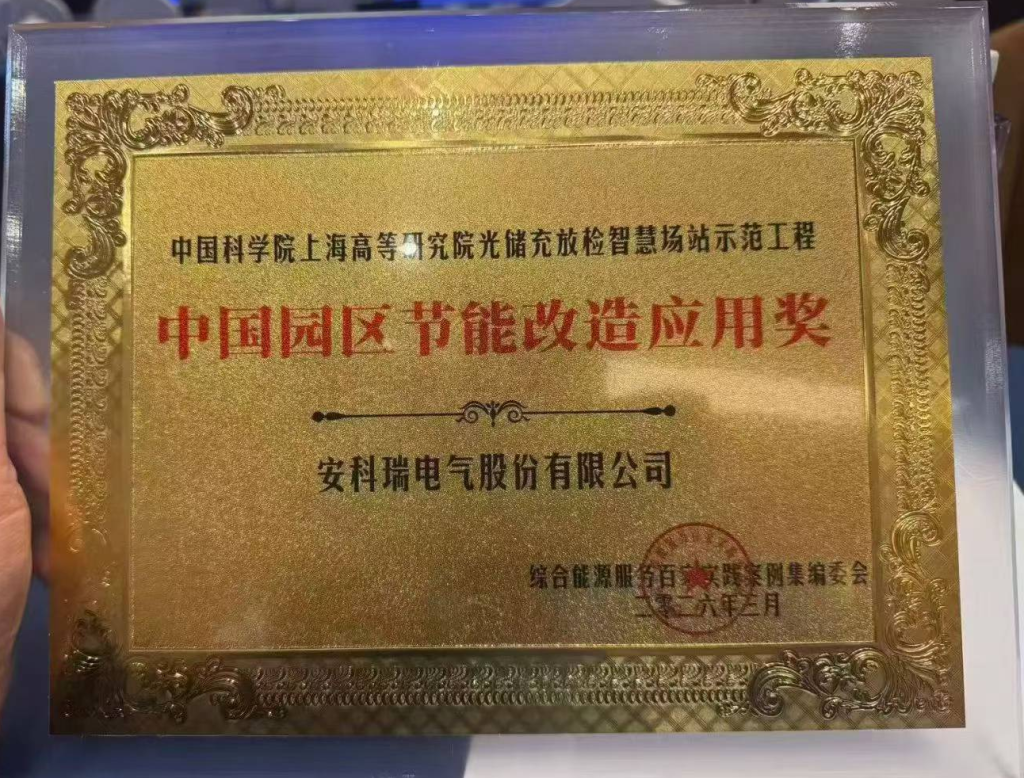 中国科学院上海高等研究院光储充放检智慧场站示范工程
中国园区节能改造应用奖
安科瑞电气股份有限公司
综合能源服务百家实践案例集编委会
二零二六年三月